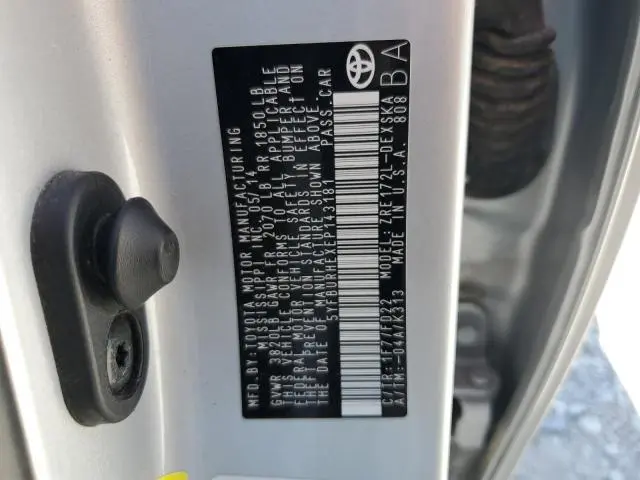 MFD.BY:TOYOTA MOTOR MANUFACTURING
MISSISSIPPI INC. 05/14
GVWR 3820LB GAWR FR 2070 LB RR 1850LB
THIS VEHICLE CONFORMS TO ALL APPLICABLE
FEDERAL MOTOR VEHICLE SAFETY BUMPER AND
THEFT PREVENTION STANDARDS IN EFFECT ON
THE DATE OF MANUFACTURE SHOWN ABOVE.
5YFBURHEXEP143181 PASS.CAR
C/TR:1F7/FD22 MODEL:ZRE172L-DEXSKA
A/TM:-04A/K313 MADE IN U.S.A. 808
BA